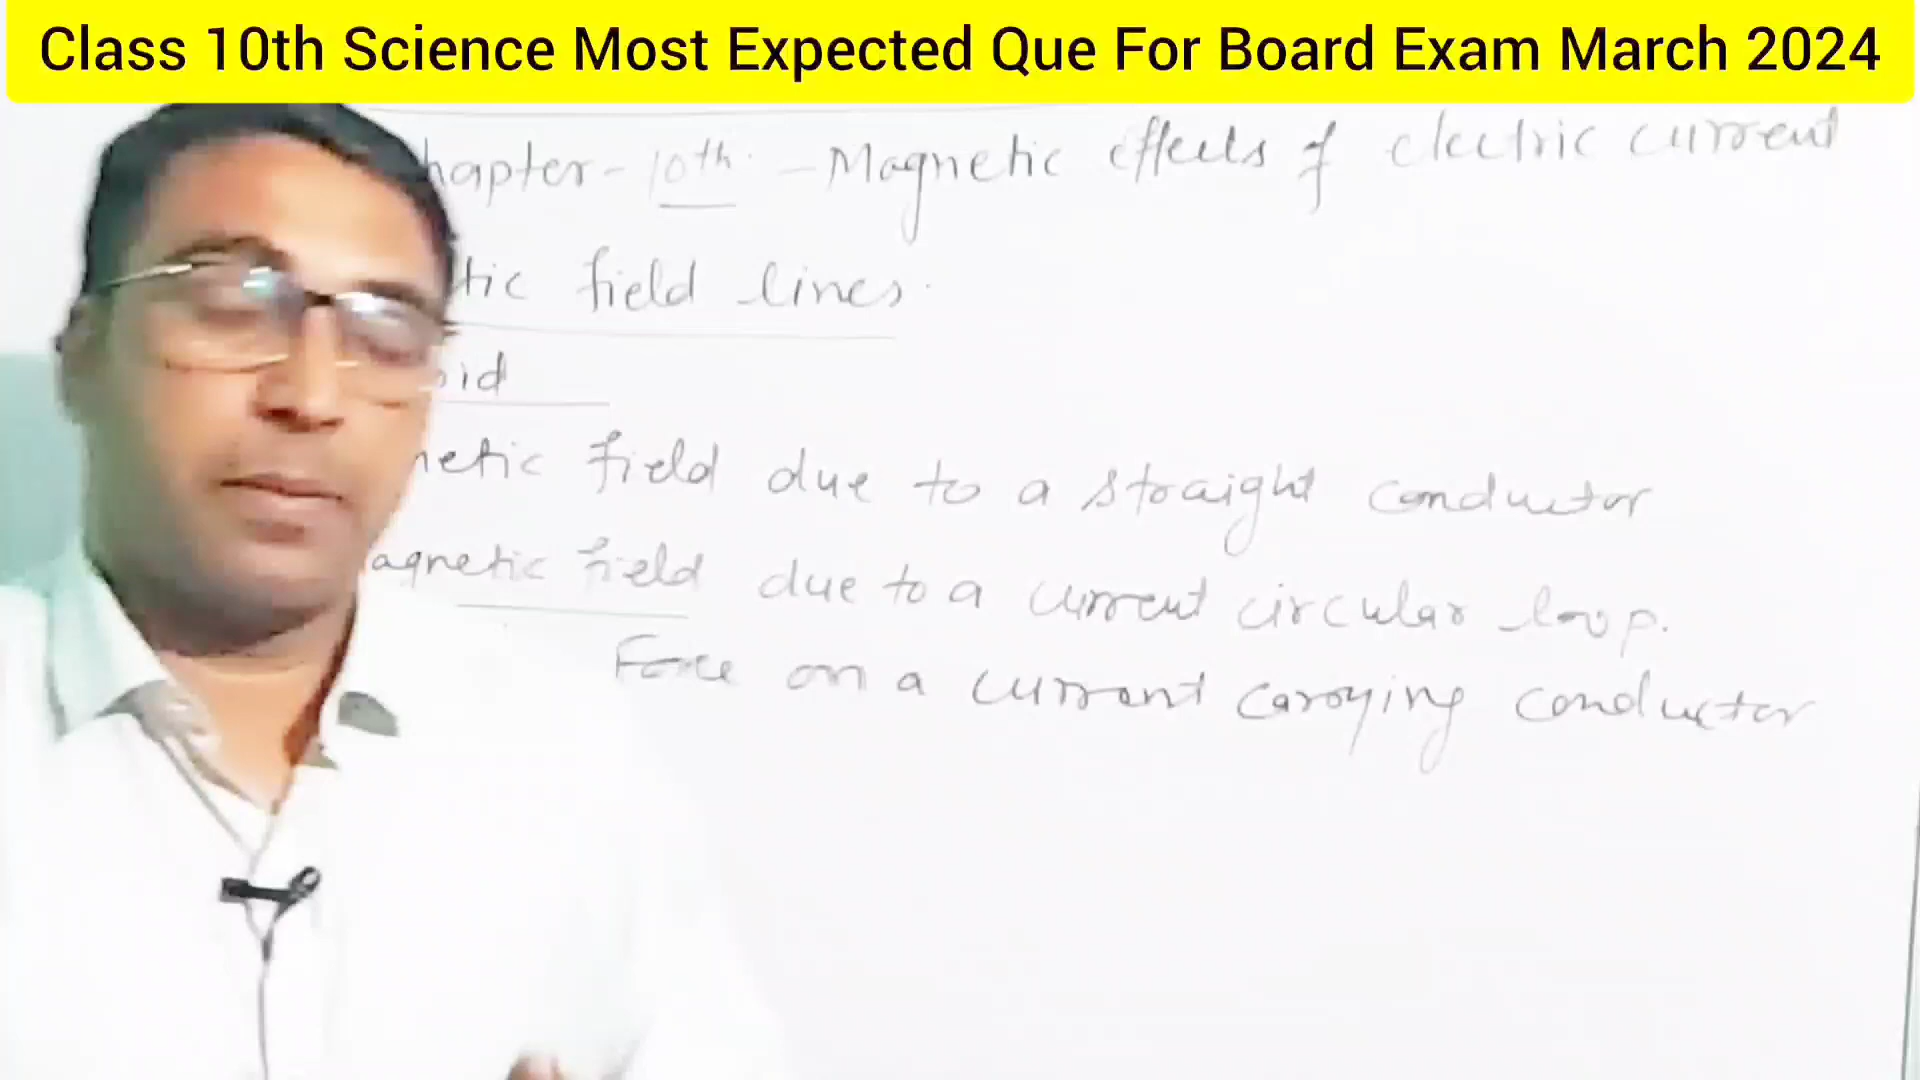 Class 10th Science Most Expected Que For Board Exam March 2024
hapter - 10th - Magnetic effects of electric current
tic field lines.
id
netic field due to a straight conductor
agnetic field due to a current circular loop.
Force on a current carrying conductor